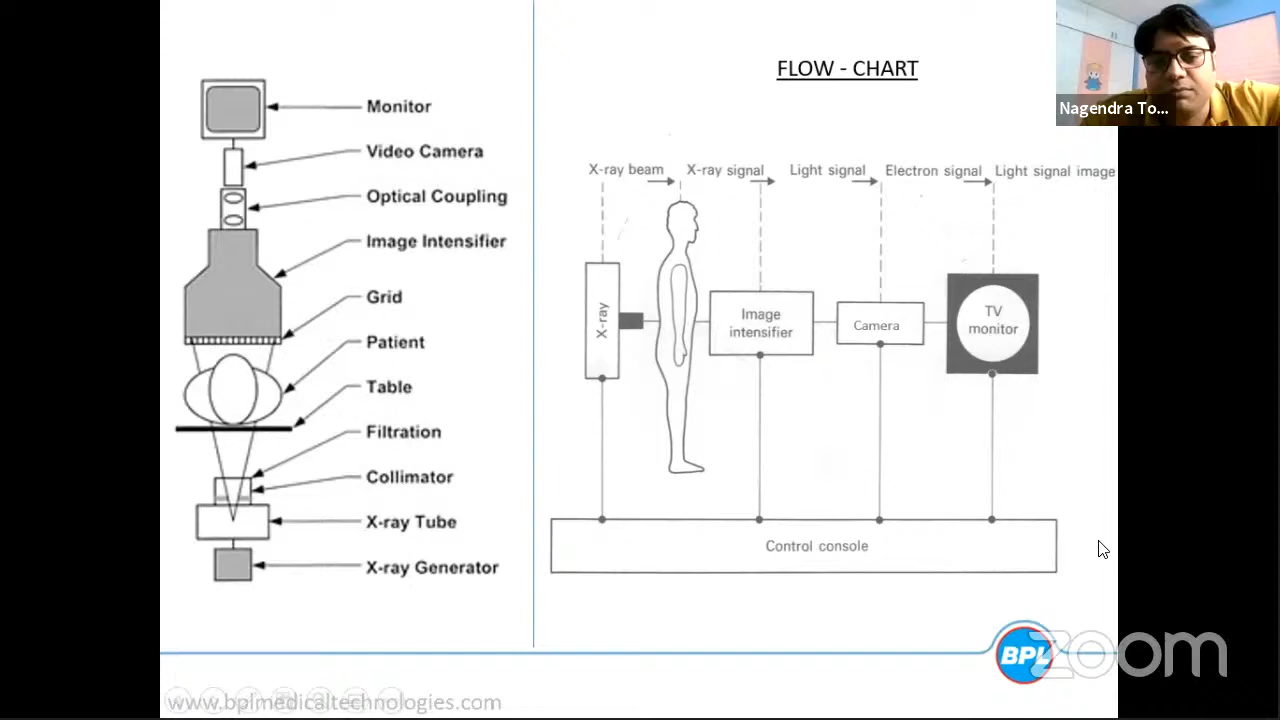 Monitor
Video Camera
Optical Coupling
Image Intensifier
Grid
Patient
Table
Filtration
Collimator
X-ray Tube
X-ray Generator
FLOW - CHART
X-ray beam
X-ray signal
Light signal
Electron signal
Light signal image
X-ray
Image
intensifier
Camera
TV
monitor
Control console
Nagendra To...
BPL
zoom
www.bplmedicaltechnologies.com